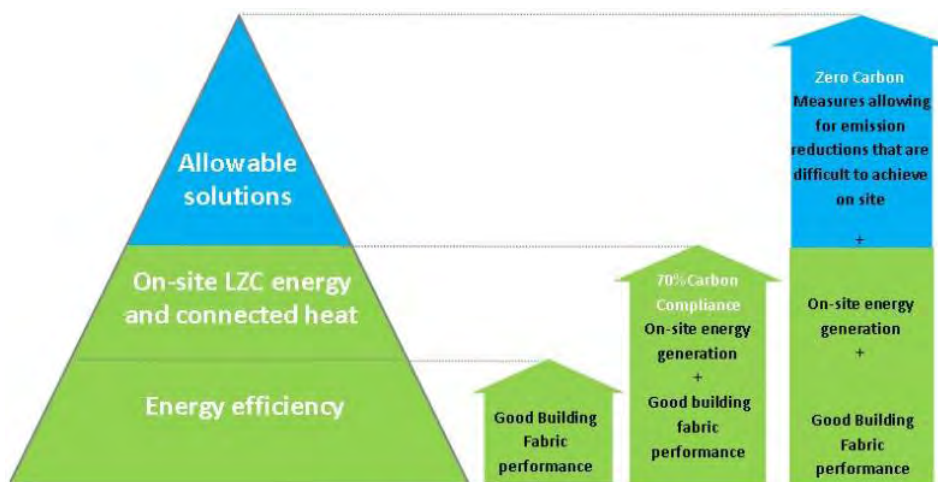 Allowable
solutions
On-site LZC energy
and connected heat
Energy efficiency
Good Building
Fabric
performance
70%Carbon
Compliance
On-site energy
generation
+
Good building
fabric
performance
Zero Carbon
Measures allowing
for emission
reductions that are
difficult to achieve
on site
+
On-site energy
generation
+
Good Building
Fabric
performance